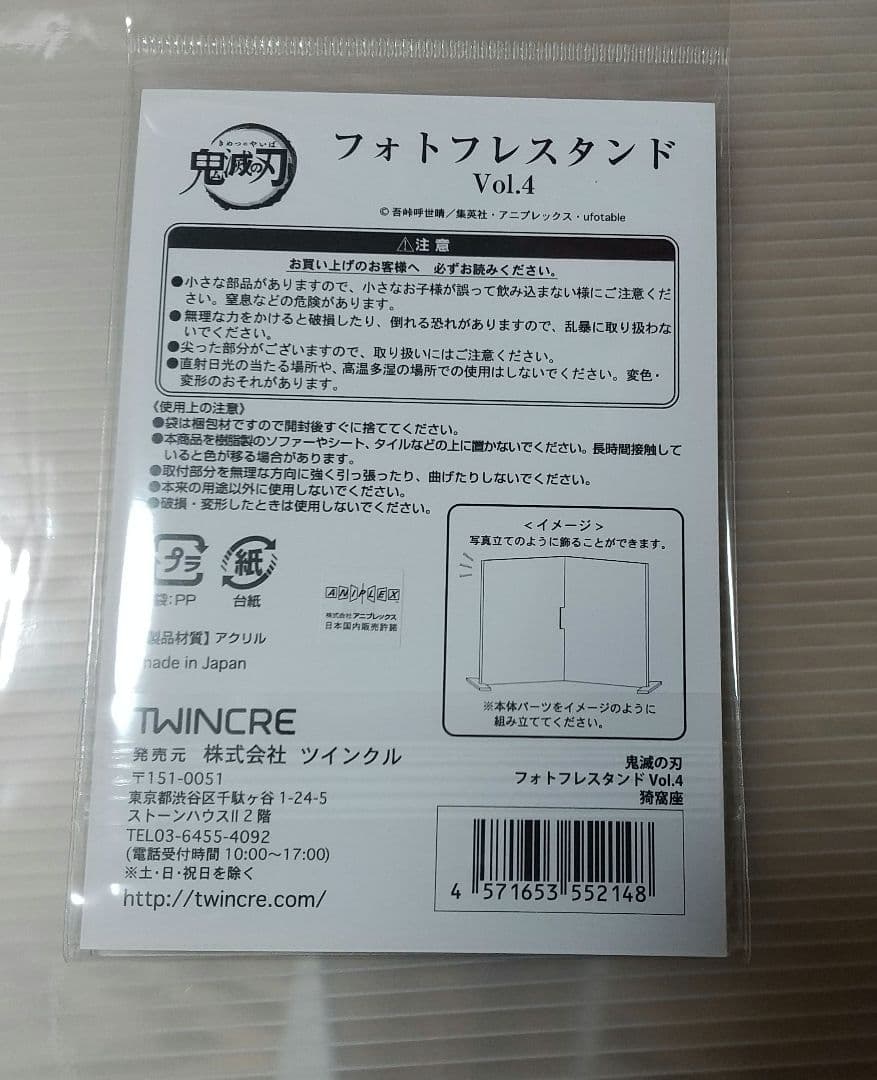 きめつのやいば
鬼滅の刃
フォトフレスタンド
Vol.4
© 吾峠呼世晴／集英社・アニプレックス・ufotable
⚠注 意
お買い上げのお客様へ　必ずお読みください。
●小さな部品がありますので、小さなお子様が誤って飲み込まない様にご注意くだ
さい。窒息などの危険があります。
●無理な力をかけると破損したり、倒れる恐れがありますので、乱暴に取り扱わな
いでください。
●尖った部分がございますので、取り扱いにはご注意ください。
●直射日光の当たる場所や、高温多湿の場所での使用はしないでください。変色・
変形のおそれがあります。
《使用上の注意》
●袋は梱包材ですので開封後すぐに捨ててください。
●本商品を樹脂製のソファーやシート、タイルなどの上に置かないでください。長時間接触して
いると色が移る場合があります。
●取付部分を無理な方向に強く引っ張ったり、曲げたりしないでください。
●本来の用途以外に使用しないでください。
●破損・変形したときは使用しないでください。
プラ
袋:PP
紙
台紙
ANIPLEX
株式会社アニプレックス
日本国内販売許諾
＜イメージ＞
写真立てのように飾ることができます。
※本体パーツをイメージのように
組み立ててください。
製品材質】アクリル
made in Japan
TWINCRE
発売元 株式会社 ツインクル
〒151-0051
東京都渋谷区千駄ヶ谷 1-24-5
ストーンハウスII 2 階
TEL03-6455-4092
(電話受付時間 10:00〜17:00)
※土・日・祝日を除く
http://twincre.com/
鬼滅の刃
フォトフレスタンド Vol.4
猗窩座
4 571653 552148